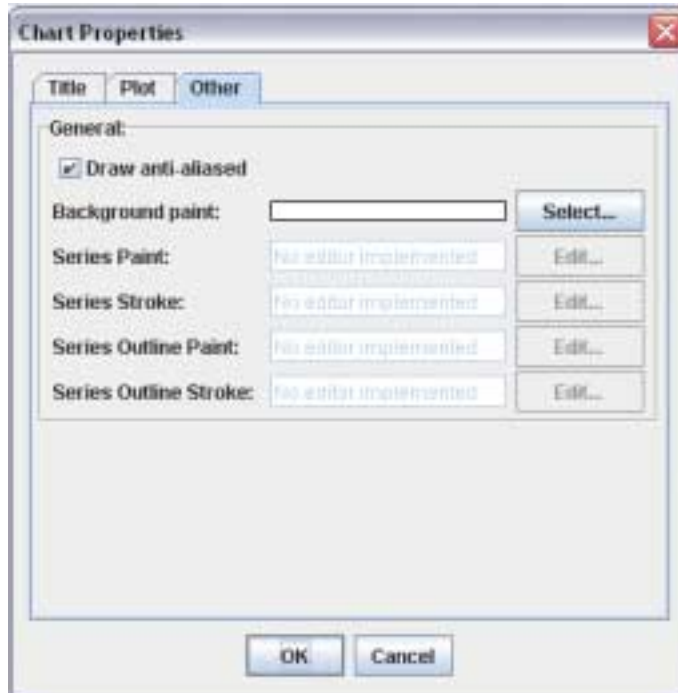 Chart Properties
Title Plot Other
General:
Draw anti-aliased
Background paint: Select...
Series Paint: No editor implemented Edit...
Series Stroke: No editor implemented Edit...
Series Outline Paint: No editor implemented Edit...
Series Outline Stroke: No editor implemented Edit...
OK Cancel